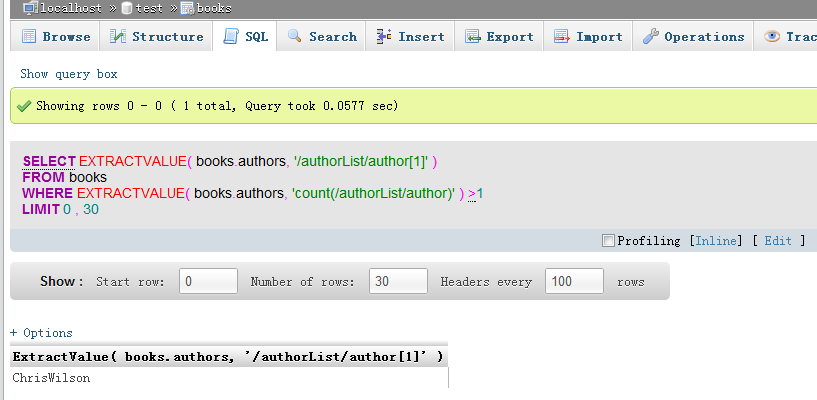 localhost » test » books
Browse Structure SQL Search Insert Export Import Operations Trac
Show query box
Showing rows 0 - 0 ( 1 total, Query took 0.0577 sec)
SELECT EXTRACTVALUE( books.authors, '/authorList/author[1]' )
FROM books
WHERE EXTRACTVALUE( books.authors, 'count(/authorList/author)' ) >1
LIMIT 0 , 30
Profiling [Inline] [ Edit ]
Show : Start row: 0 Number of rows: 30 Headers every 100 rows
+ Options
ExtractValue( books.authors, '/authorList/author[1]' )
ChrisWilson